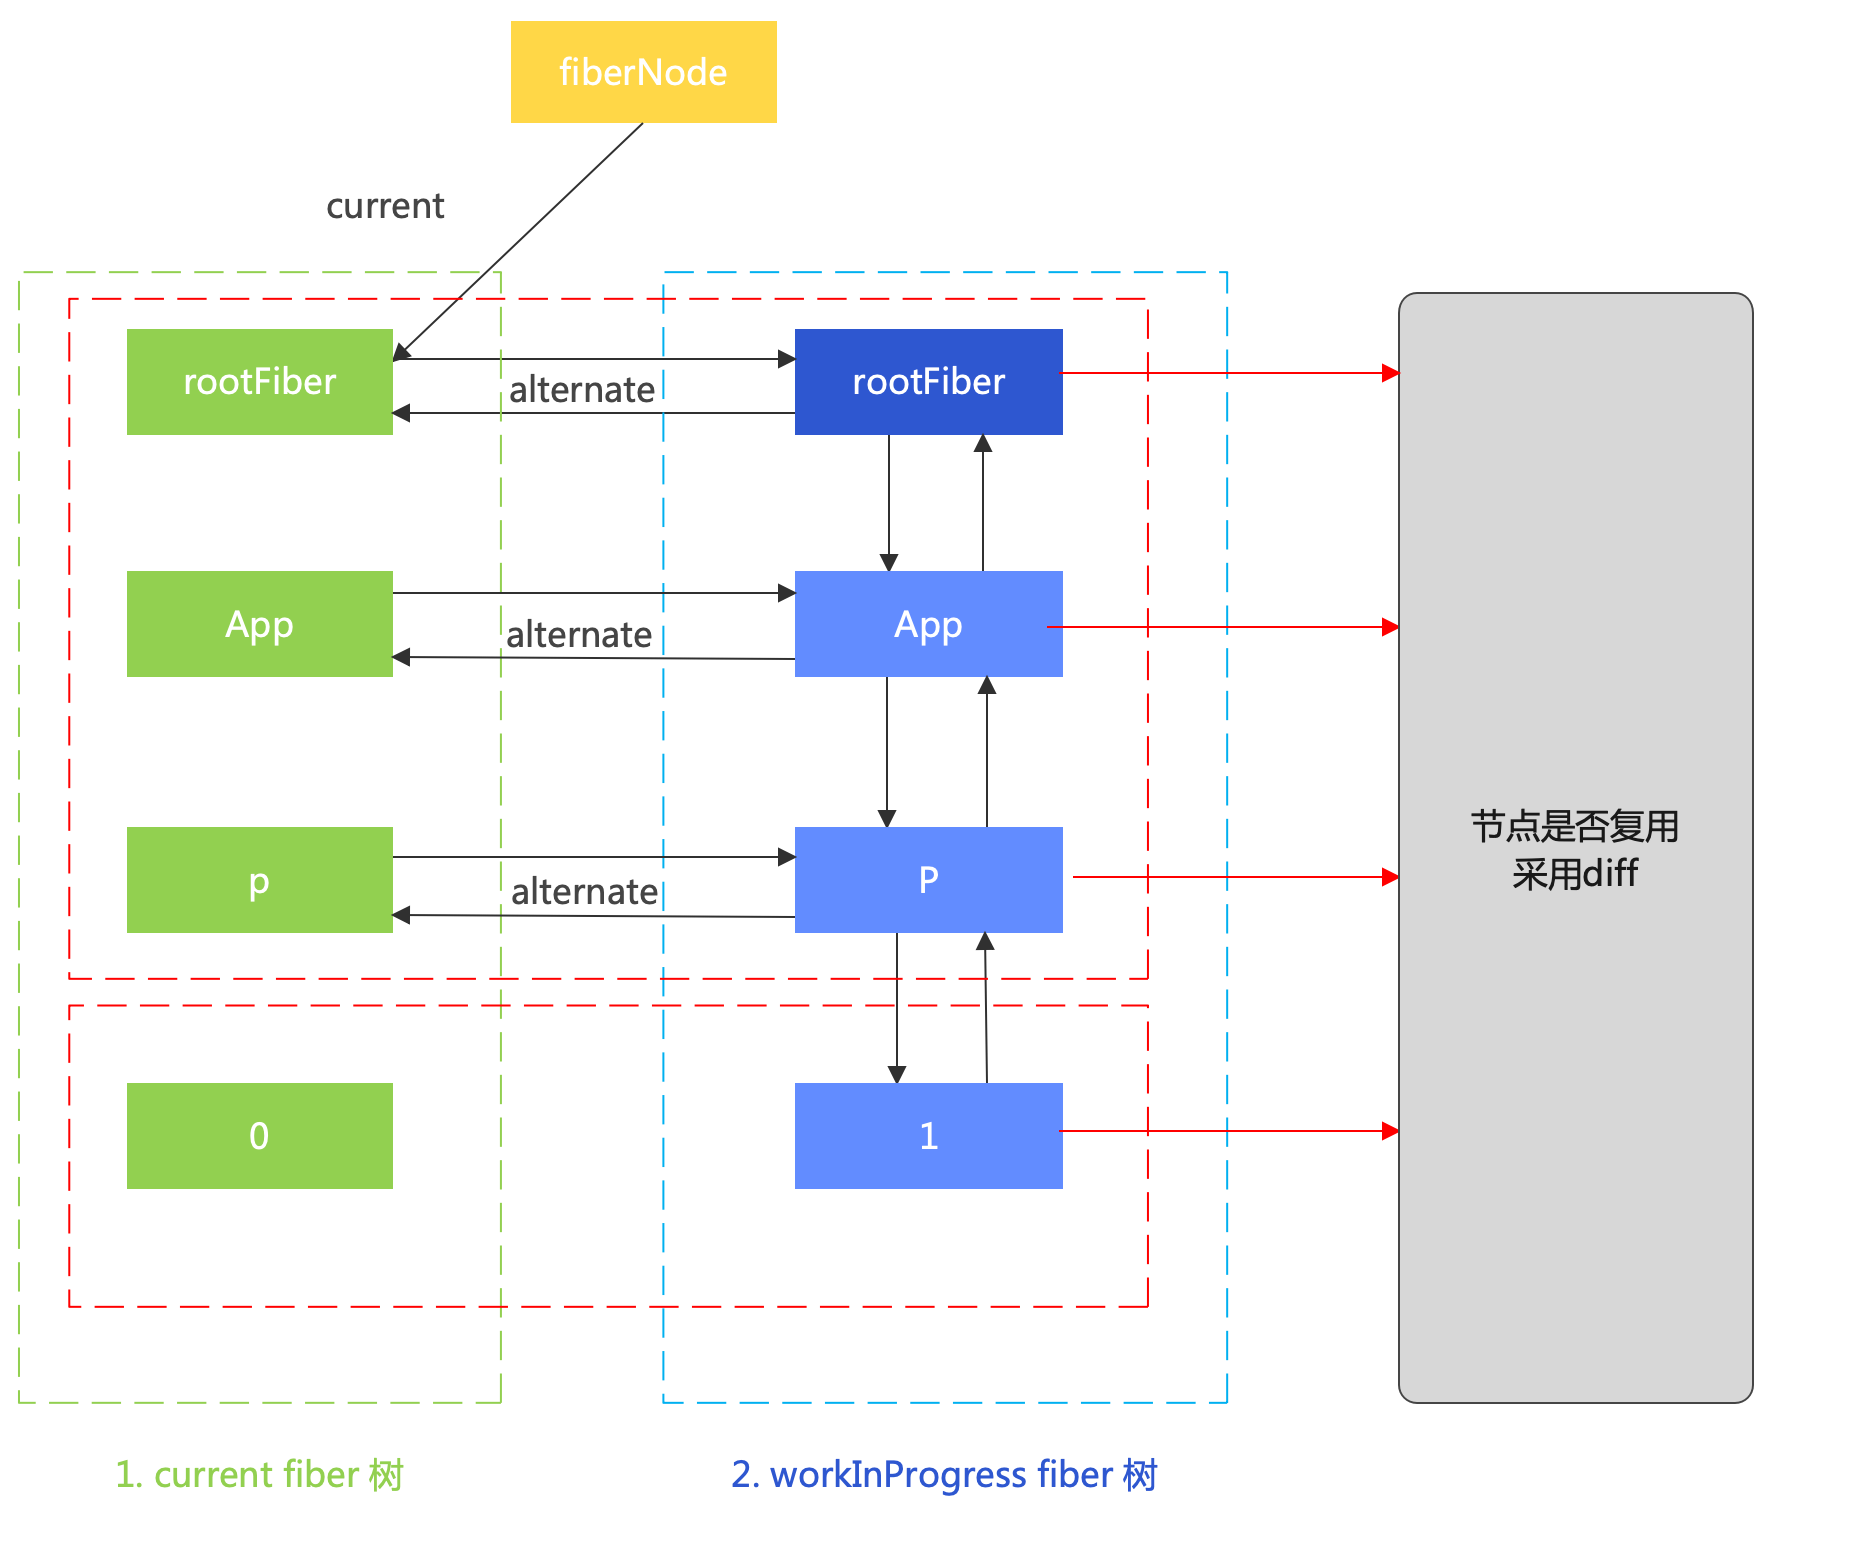 fiberNode
current
rootFiber
alternate
rootFiber
App
alternate
App
p
alternate
P
节点是否复用
采用diff
0
1
1. current fiber 树
2. workInProgress fiber 树